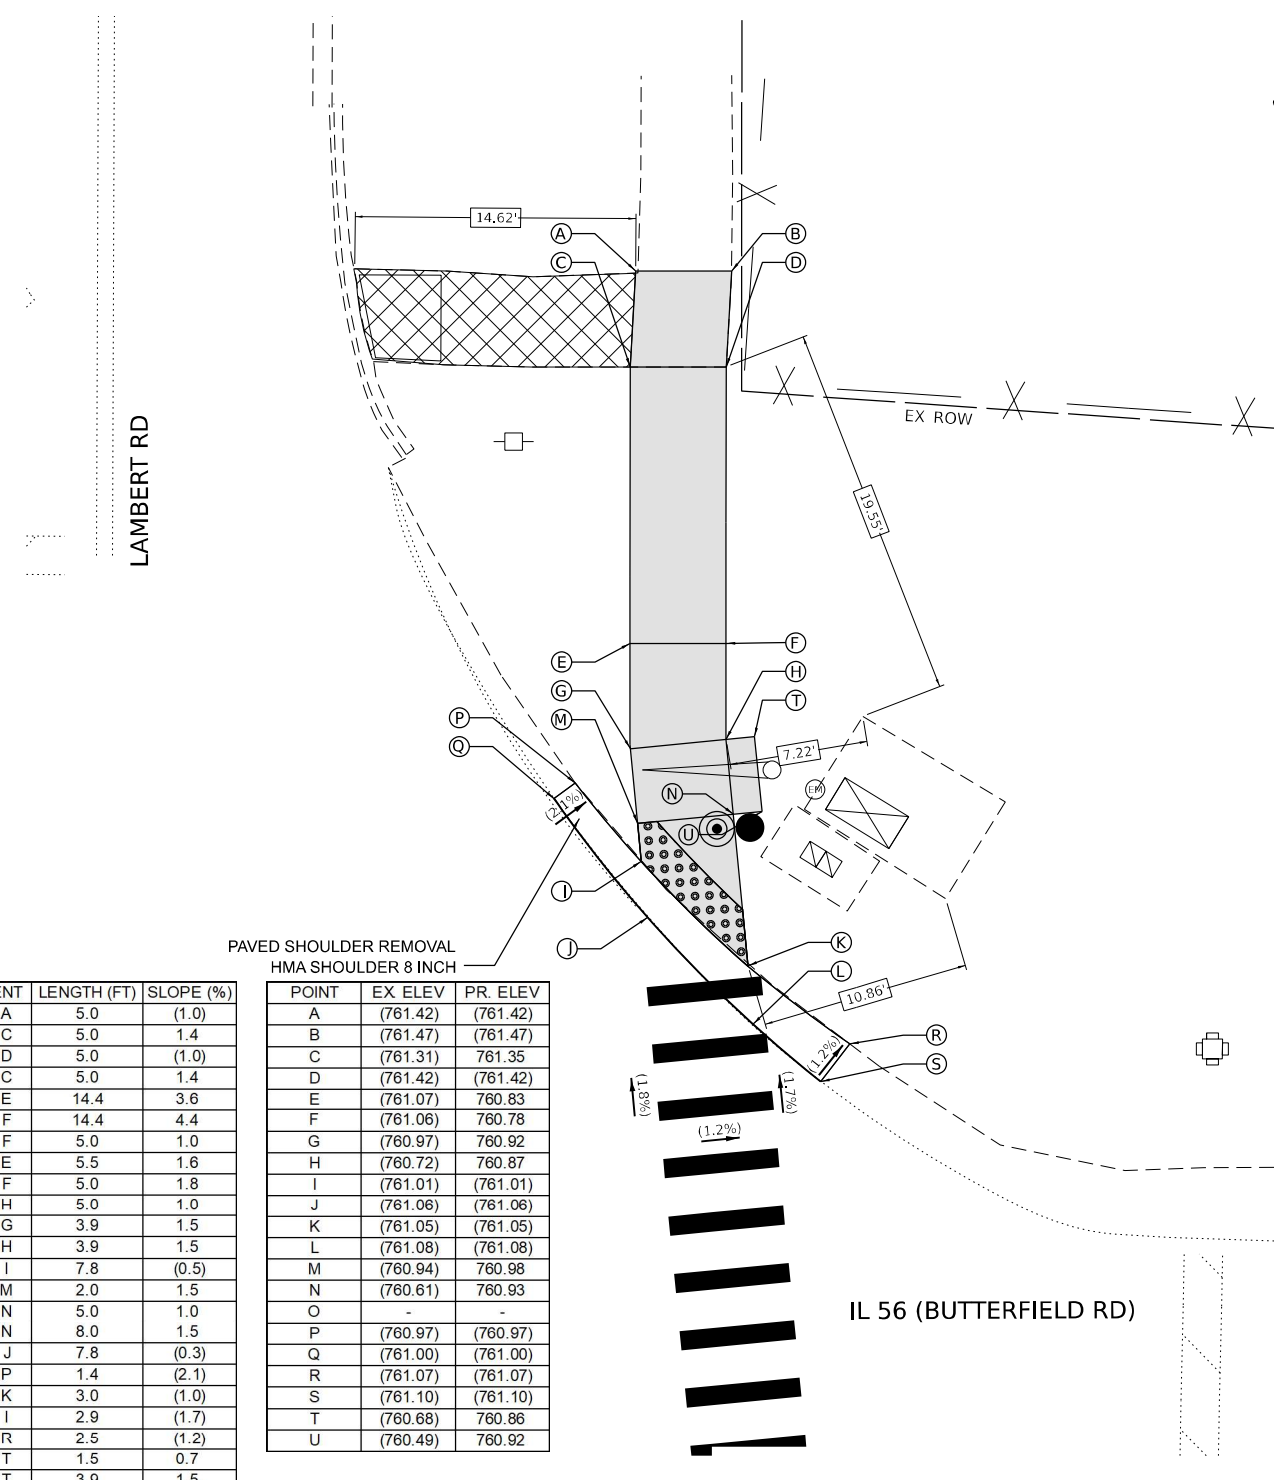 14.62'
A
B
C
D
EX ROW
LAMBERT RD
19.55'
E
F
G
H
M
T
P
Q
7.22'
N
EM
U
(2.1%)
I
J
K
L
PAVED SHOULDER REMOVAL
HMA SHOULDER 8 INCH
10.86'
R
S
(1.2%)
(1.8%)
(1.7%)
(1.2%)
IL 56 (BUTTERFIELD RD)
ENT LENGTH (FT) SLOPE (%)
A 5.0 (1.0)
C 5.0 1.4
D 5.0 (1.0)
C 5.0 1.4
E 14.4 3.6
F 14.4 4.4
F 5.0 1.0
E 5.5 1.6
F 5.0 1.8
H 5.0 1.0
G 3.9 1.5
H 3.9 1.5
I 7.8 (0.5)
M 2.0 1.5
N 5.0 1.0
N 8.0 1.5
J 7.8 (0.3)
P 1.4 (2.1)
K 3.0 (1.0)
I 2.9 (1.7)
R 2.5 (1.2)
T 1.5 0.7
T 3.9 1.5
POINT EX. ELEV PR. ELEV
A (761.42) (761.42)
B (761.47) (761.47)
C (761.31) 761.35
D (761.42) (761.42)
E (761.07) 760.83
F (761.06) 760.78
G (760.97) 760.92
H (760.72) 760.87
I (761.01) (761.01)
J (761.06) (761.06)
K (761.05) (761.05)
L (761.08) (761.08)
M (760.94) 760.98
N (760.61) 760.93
O - -
P (760.97) (760.97)
Q (761.00) (761.00)
R (761.07) (761.07)
S (761.10) (761.10)
T (760.68) 760.86
U (760.49) 760.92